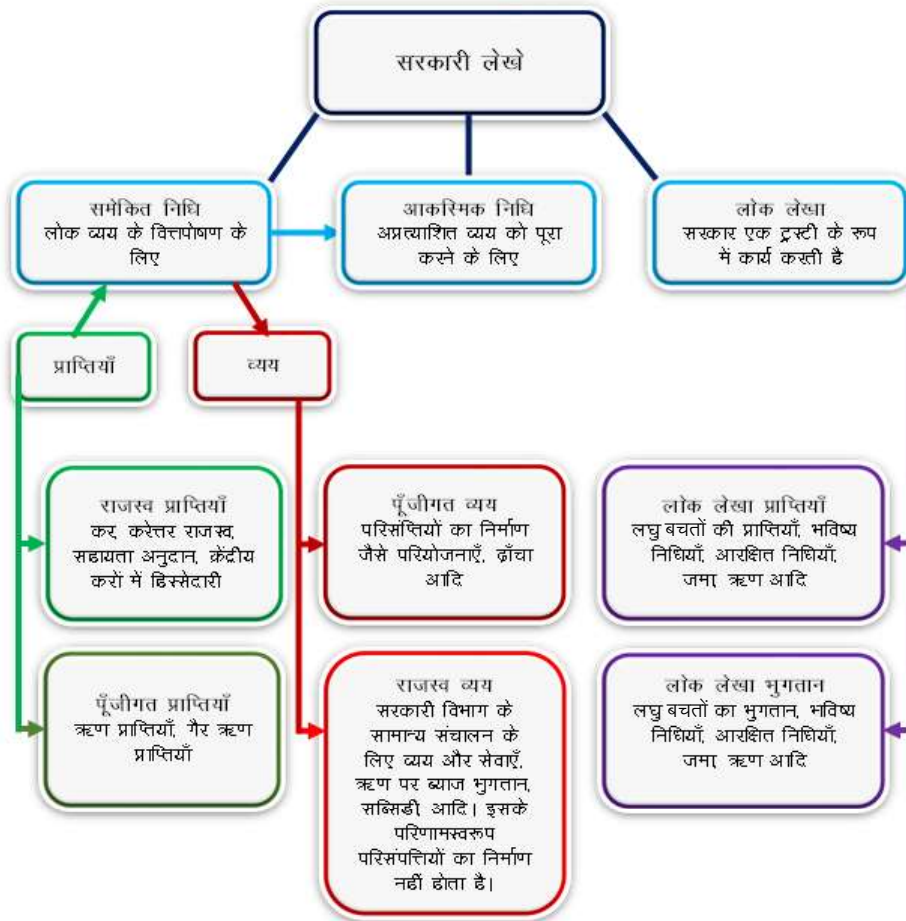 सरकारी लेखे
समेकित निधि
लोक व्यय के वित्तपोषण के
लिए
आकस्मिक निधि
अप्रत्याशित व्यय को पूरा
करने के लिए
लोक लेखा
सरकार एक ट्रस्टी के रूप
में कार्य करती है
प्राप्तियाँ
व्यय
राजस्व प्राप्तियाँ
कर, करेत्तर राजस्व,
सहायता अनुदान, क्रेंद्रीय
करों में हिस्सेदारी
पूँजीगत व्यय
परिसंप्तियों का निर्माण
जैसे परियोजनाएँ, ढ़ाँचा
आदि
लोक लेखा प्राप्तियाँ
लघु बचतों की प्राप्तियाँ, भविष्य
निधियाँ, आरक्षित निधियाँ,
जमा, ऋण आदि
पूँजीगत प्राप्तियाँ
ऋण प्राप्तियाँ, गैर ऋण
प्राप्तियाँ
राजस्व व्यय
सरकारी विभाग के
सामान्य संचालन के
लिए व्यय और सेवाएँ,
ऋण पर ब्याज भुगतान,
सब्सिडी, आदि। इसके
परिणामस्वरूप
परिसंपत्तियों का निर्माण
नहीं होता है।
लोक लेखा भुगतान
लघु बचतों का भुगतान, भविष्य
निधियाँ, आरक्षित निधियाँ,
जमा, ऋण आदि